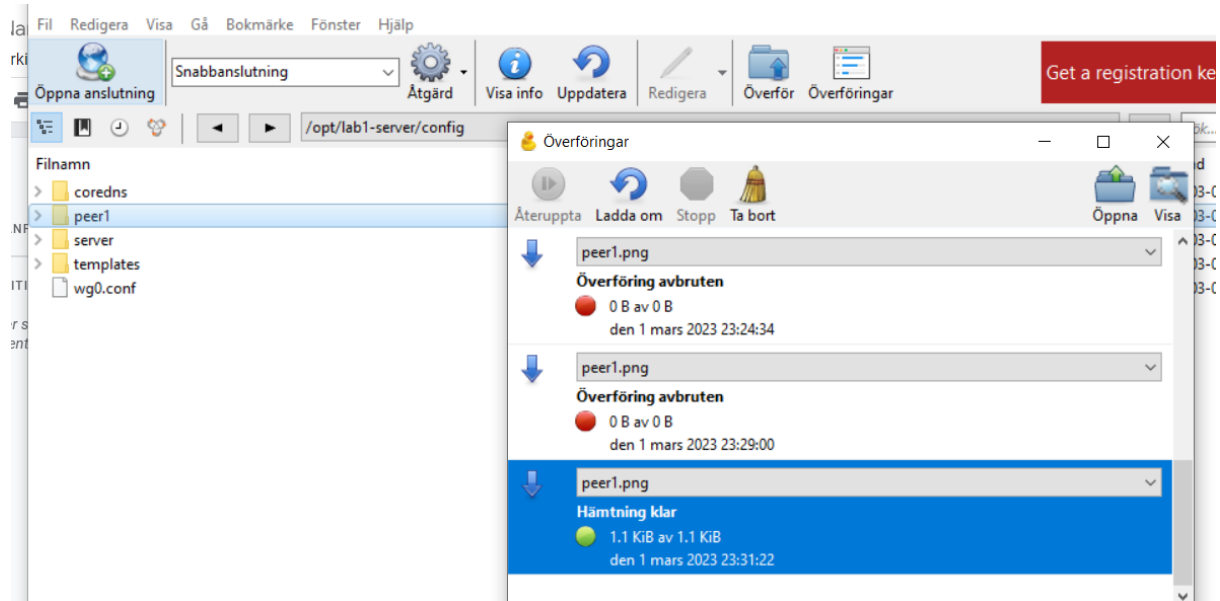 Fil Redigera Visa Gå Bokmärke Fönster Hjälp
Öppna anslutning
Snabbanslutning
Åtgärd
Visa info
Uppdatera
Redigera
Överför
Överföringar
Get a registration ke
/opt/lab1-server/config
Filnamn
coredns
peer1
server
templates
wg0.conf
Överföringar
Återuppta
Ladda om
Stopp
Ta bort
Öppna
Visa
peer1.png
Överföring avbruten
0 B av 0 B
den 1 mars 2023 23:24:34
peer1.png
Överföring avbruten
0 B av 0 B
den 1 mars 2023 23:29:00
peer1.png
Hämtning klar
1.1 KiB av 1.1 KiB
den 1 mars 2023 23:31:22